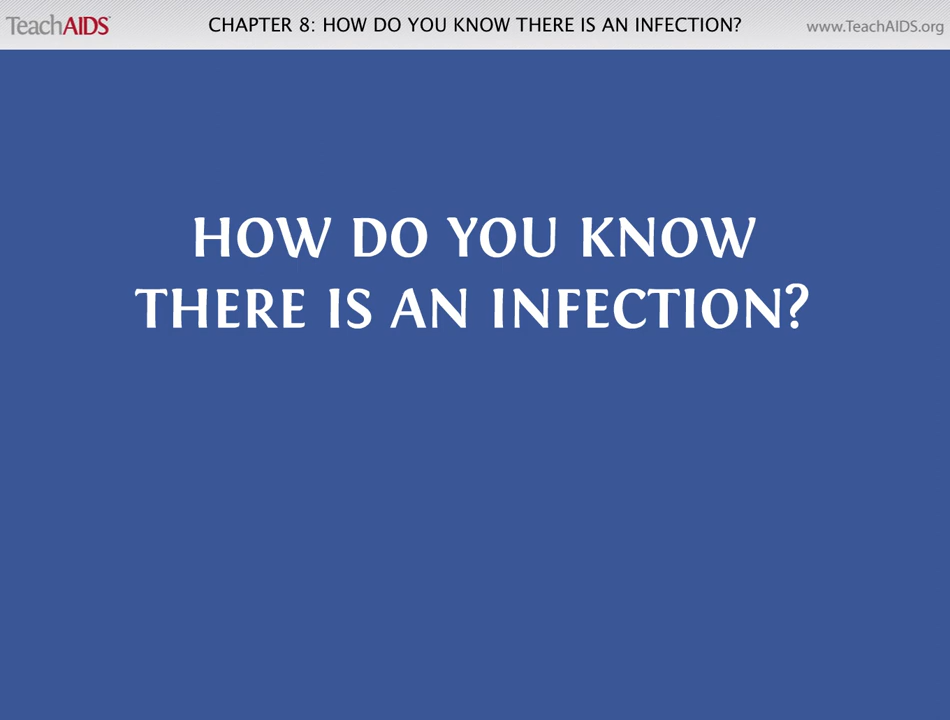 TeachAIDS CHAPTER 8: HOW DO YOU KNOW THERE IS AN INFECTION? www.TeachAIDS.org
HOW DO YOU KNOW
THERE IS AN INFECTION?